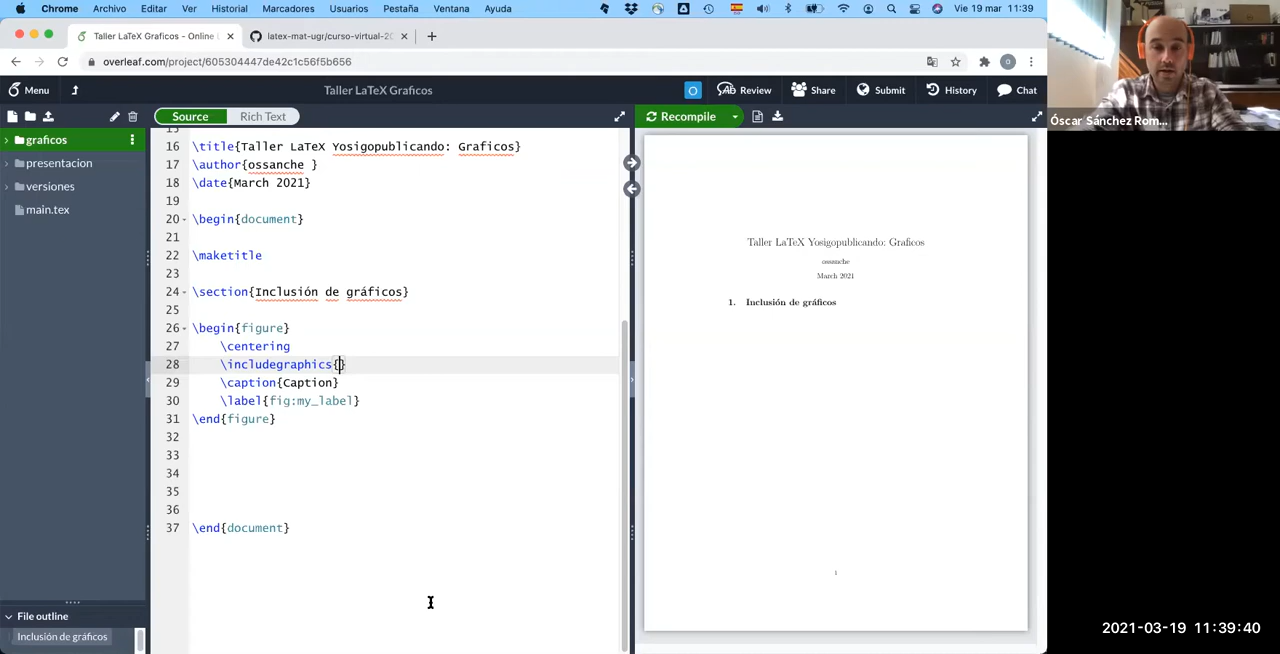 Chrome Archivo Editar Ver Historial Marcadores Usuarios Pestaña Ventana Ayuda Vie 19 mar 11:39
Taller LaTeX Graficos - Online latex-mat-ugr/curso-virtual-20
overleaf.com/project/605304447de42c1c56f5b656
Menu Taller LaTeX Graficos Review Share Submit History Chat
Source Rich Text Recompile
graficos
presentacion
versiones
main.tex
15
16 \title{Taller LaTeX Yosigopublicando: Graficos}
17 \author{ossanche }
18 \date{March 2021}
19
20 \begin{document}
21
22 \maketitle
23
24 \section{Inclusión de gráficos}
25
26 \begin{figure}
27 \centering
28 \includegraphics{}
29 \caption{Caption}
30 \label{fig:my_label}
31 \end{figure}
32
33
34
35
36
37 \end{document}
File outline
Inclusión de gráficos
Taller LaTeX Yosigopublicando: Graficos
ossanche
March 2021
1. Inclusión de gráficos
1
Óscar Sánchez Rom...
2021-03-19 11:39:40